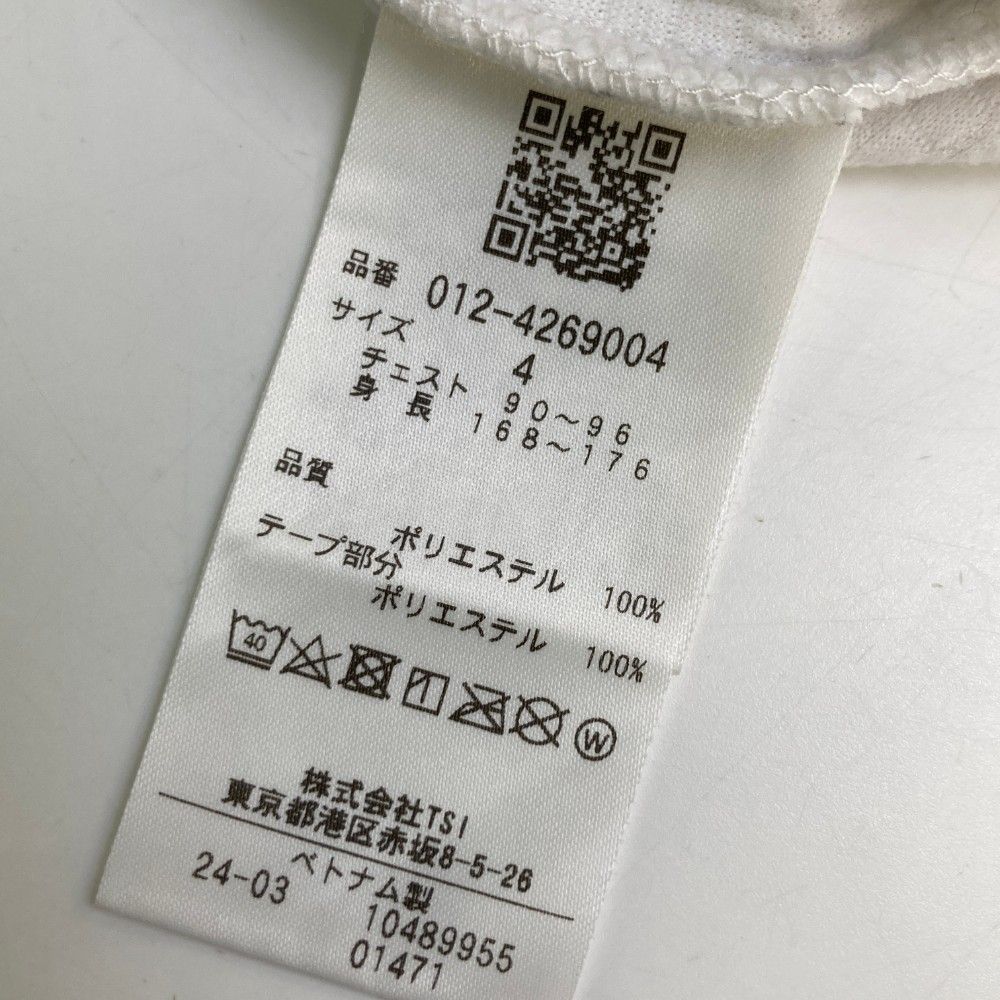 品番 012-4269004
サイズ 4
チェスト 90～96
身長 168～176
品質
ポリエステル 100%
テープ部分
ポリエステル 100%
40
W
株式会社TSI
東京都港区赤坂8-5-26
ベトナム製
24-03 10489955
01471